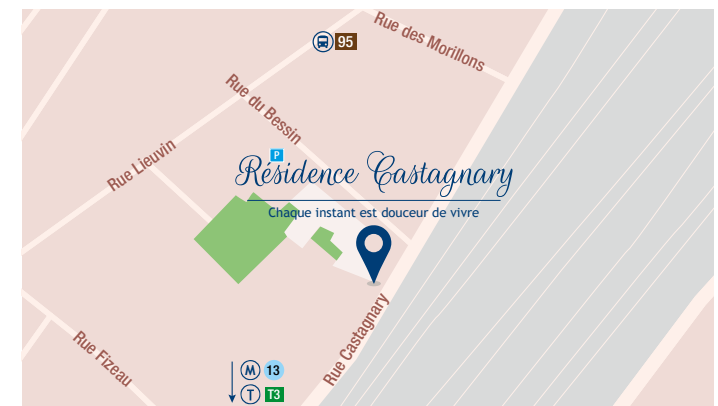 Rue des Morillons
95
Rue du Bessin
Rue Lieuvin
P
Résidence Castagnary
Chaque instant est douceur de vivre
Rue Castagnary
Rue Fizeau
M 13
T T3